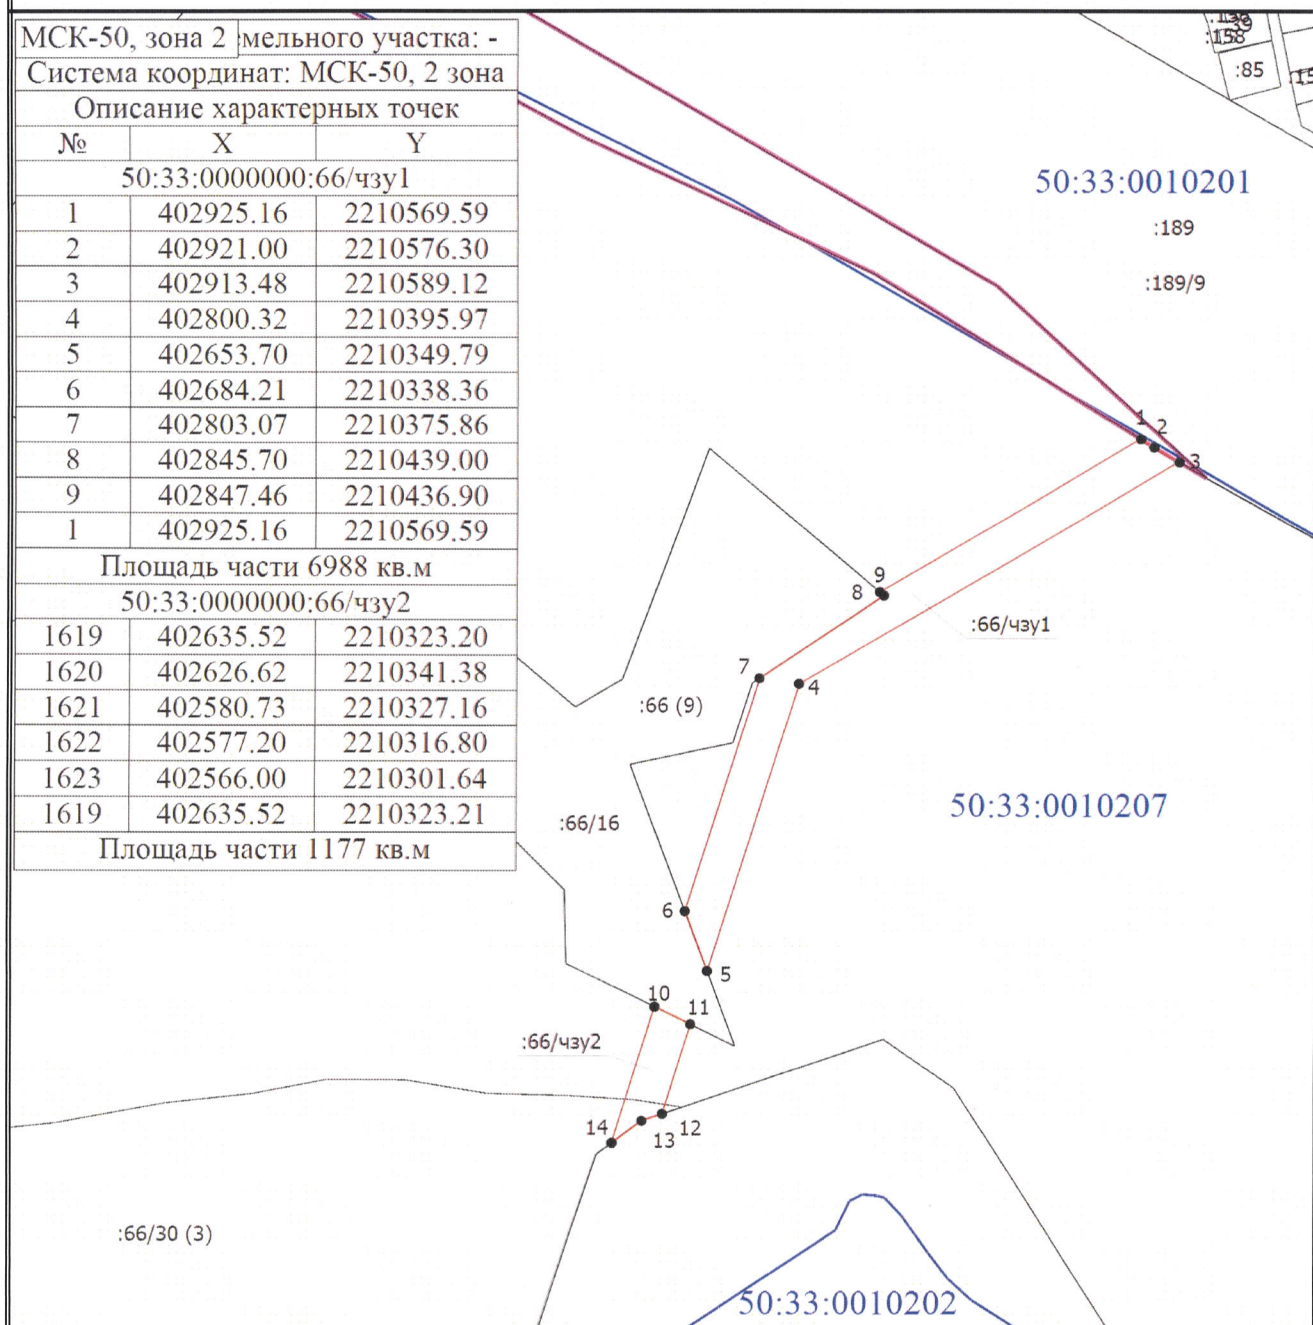 МСК-50, зона 2 емельного участка: -
Система координат: МСК-50, 2 зона
Описание характерных точек
№ X Y
50:33:0000000:66/чзу1
1 402925.16 2210569.59
2 402921.00 2210576.30
3 402913.48 2210589.12
4 402800.32 2210395.97
5 402653.70 2210349.79
6 402684.21 2210338.36
7 402803.07 2210375.86
8 402845.70 2210439.00
9 402847.46 2210436.90
1 402925.16 2210569.59
Площадь части 6988 кв.м
50:33:0000000:66/чзу2
1619 402635.52 2210323.20
1620 402626.62 2210341.38
1621 402580.73 2210327.16
1622 402577.20 2210316.80
1623 402566.00 2210301.64
1619 402635.52 2210323.21
Площадь части 1177 кв.м
:158
:85
50:33:0010201
:189
:189/9
1
2
3
9
8
:66/чзу1
7
4
:66 (9)
50:33:0010207
:66/16
6
5
10
11
:66/чзу2
12
13
14
:66/30 (3)
50:33:0010202